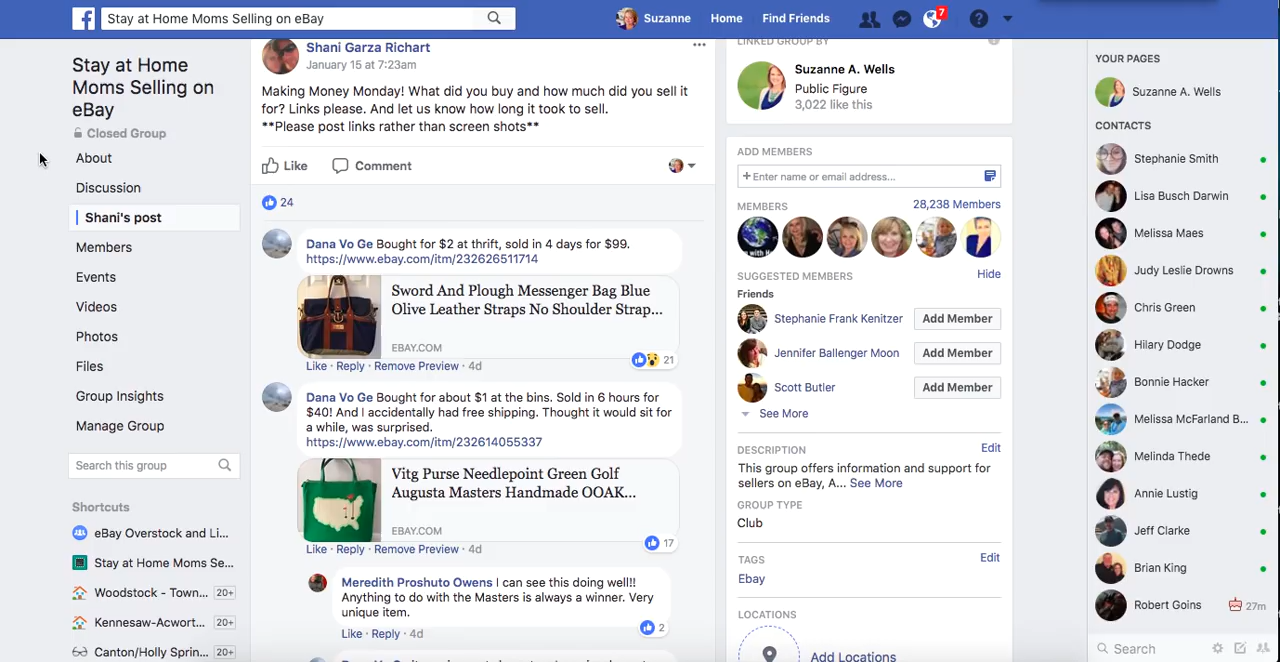 Stay at Home Moms Selling on eBay
Suzanne
Home
Find Friends
7
Stay at Home
Moms Selling on
eBay
Closed Group
About
Discussion
Shani's post
Members
Events
Videos
Photos
Files
Group Insights
Manage Group
Search this group
Shortcuts
eBay Overstock and Li...
Stay at Home Moms Se...
Woodstock - Town... 20+
Kennesaw-Acwort... 20+
Canton/Holly Sprin... 20+
Shani Garza Richart
January 15 at 7:23am
Making Money Monday! What did you buy and how much did you sell it
for? Links please. And let us know how long it took to sell.
**Please post links rather than screen shots**
Like Comment
24
Dana Vo Ge Bought for $2 at thrift, sold in 4 days for $99.
https://www.ebay.com/itm/232626511714
Sword And Plough Messenger Bag Blue
Olive Leather Straps No Shoulder Strap...
EBAY.COM
21
Like · Reply · Remove Preview · 4d
Dana Vo Ge Bought for about $1 at the bins. Sold in 6 hours for
$40! And I accidentally had free shipping. Thought it would sit for
a while, was surprised.
https://www.ebay.com/itm/232614055337
Vitg Purse Needlepoint Green Golf
Augusta Masters Handmade OOAK...
EBAY.COM
17
Like · Reply · Remove Preview · 4d
Meredith Proshuto Owens I can see this doing well!!
Anything to do with the Masters is always a winner. Very
unique item.
2
Like · Reply · 4d
LINKED GROUP BY
Suzanne A. Wells
Public Figure
3,022 like this
ADD MEMBERS
+ Enter name or email address...
MEMBERS 28,238 Members
SUGGESTED MEMBERS Hide
Friends
Stephanie Frank Kenitzer Add Member
Jennifer Ballenger Moon Add Member
Scott Butler Add Member
See More
DESCRIPTION Edit
This group offers information and support for
sellers on eBay, A... See More
GROUP TYPE
Club
TAGS Edit
Ebay
LOCATIONS
Add Locations
YOUR PAGES
Suzanne A. Wells
CONTACTS
Stephanie Smith
Lisa Busch Darwin
Melissa Maes
Judy Leslie Drowns
Chris Green
Hilary Dodge
Bonnie Hacker
Melissa McFarland B...
Melinda Thede
Annie Lustig
Jeff Clarke
Brian King
Robert Goins 27m
Search